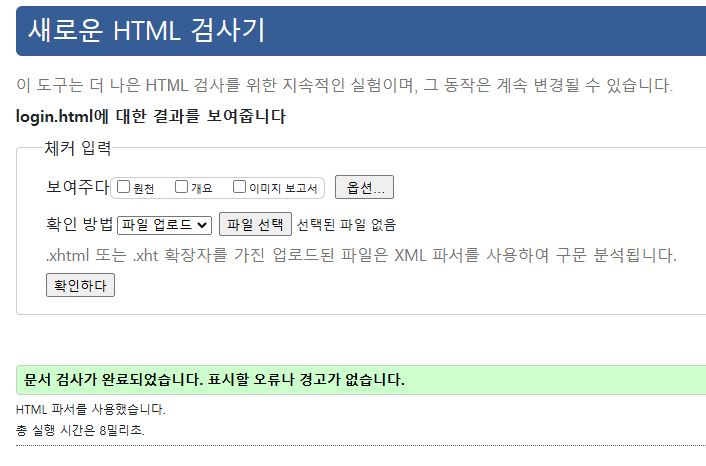 새로운 HTML 검사기
이 도구는 더 나은 HTML 검사를 위한 지속적인 실험이며, 그 동작은 계속 변경될 수 있습니다.
login.html에 대한 결과를 보여줍니다
체커 입력
보여주다 원천 개요 이미지 보고서 옵션...
확인 방법 파일 업로드 파일 선택 선택된 파일 없음
.xhtml 또는 .xht 확장자를 가진 업로드된 파일은 XML 파서를 사용하여 구문 분석됩니다.
확인하다
문서 검사가 완료되었습니다. 표시할 오류나 경고가 없습니다.
HTML 파서를 사용했습니다.
총 실행 시간은 8밀리초.